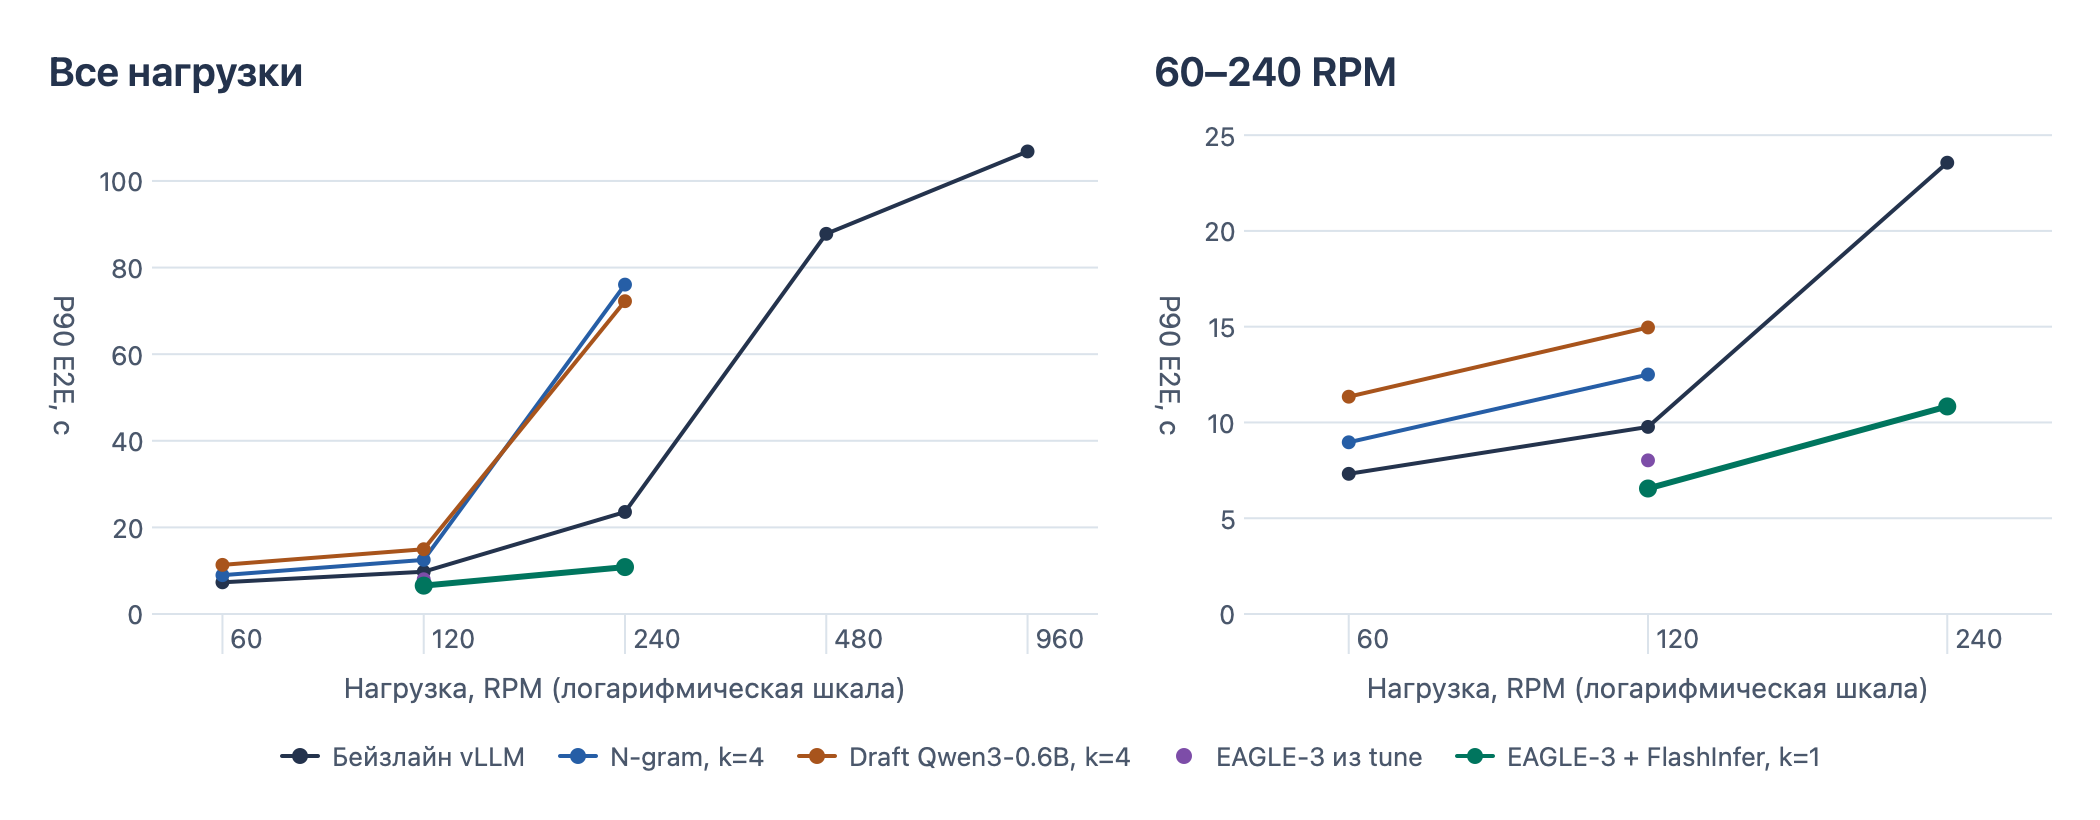 Все нагрузки
100
80
60
40
20
0
P90 E2E, с
60 120 240 480 960
Нагрузка, RPM (логарифмическая шкала)
60–240 RPM
25
20
15
10
5
0
P90 E2E, с
60 120 240
Нагрузка, RPM (логарифмическая шкала)
Бейзлайн vLLM N-gram, k=4 Draft Qwen3-0.6B, k=4 EAGLE-3 из tune EAGLE-3 + FlashInfer, k=1